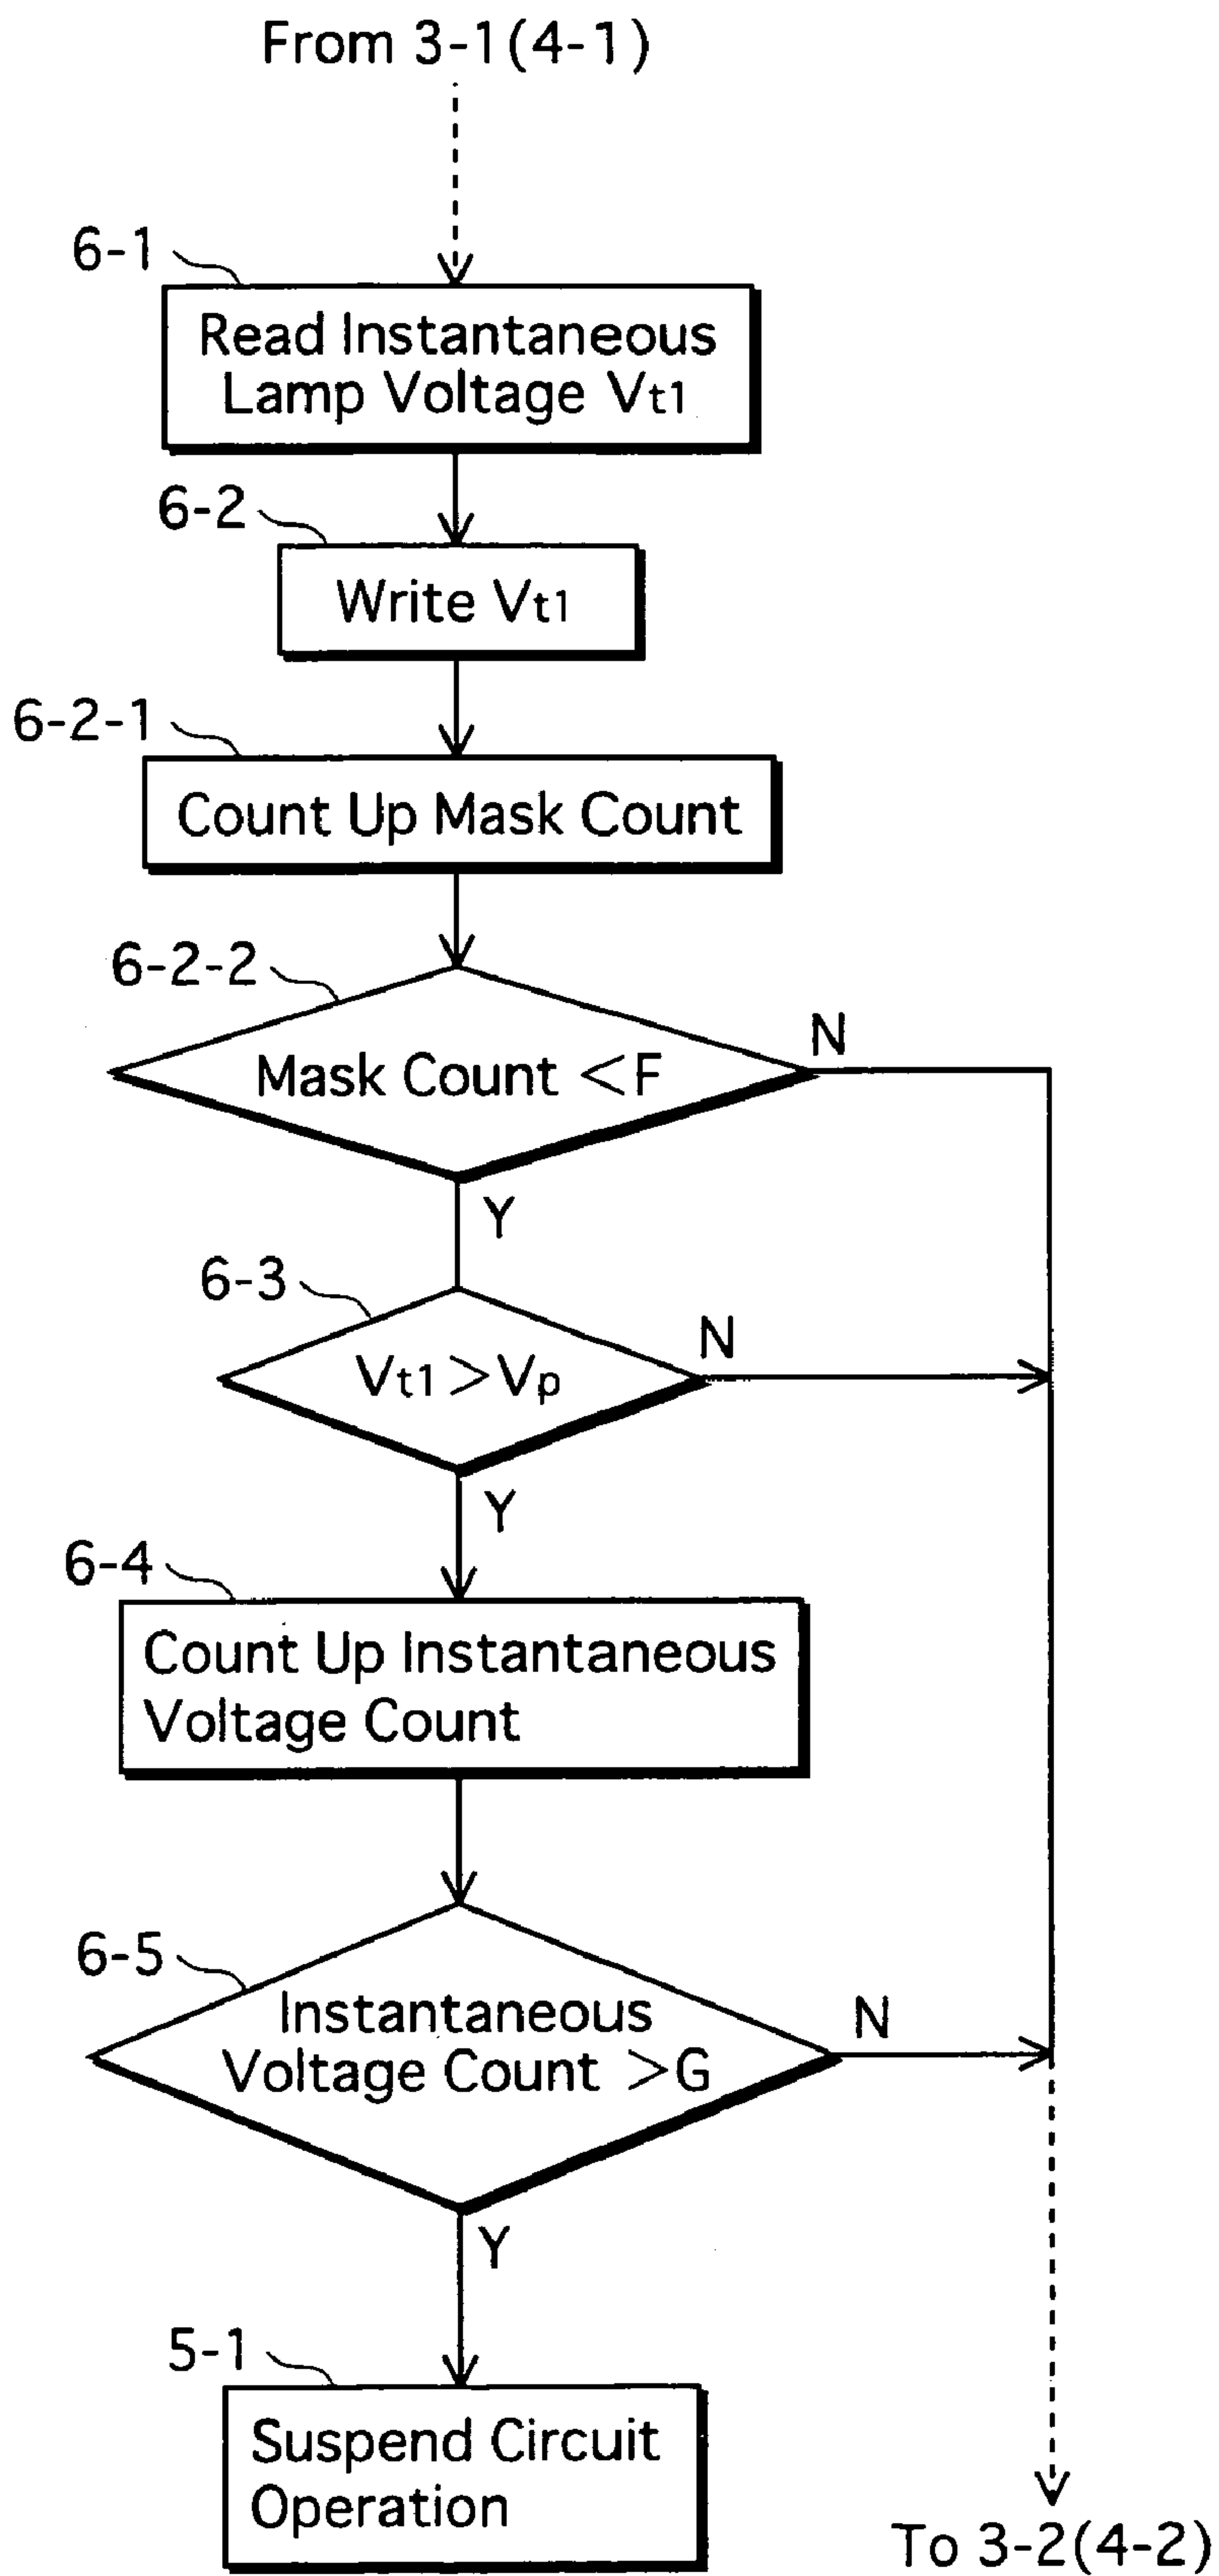 From 3-1(4-1)
6-1
Read Instantaneous
Lamp Voltage Vt1
6-2
Write Vt1
6-2-1
Count Up Mask Count
6-2-2
Mask Count <F
N
Y
6-3
Vt1>Vp
N
Y
6-4
Count Up Instantaneous
Voltage Count
6-5
Instantaneous
Voltage Count >G
N
Y
5-1
Suspend Circuit
Operation
To 3-2(4-2)